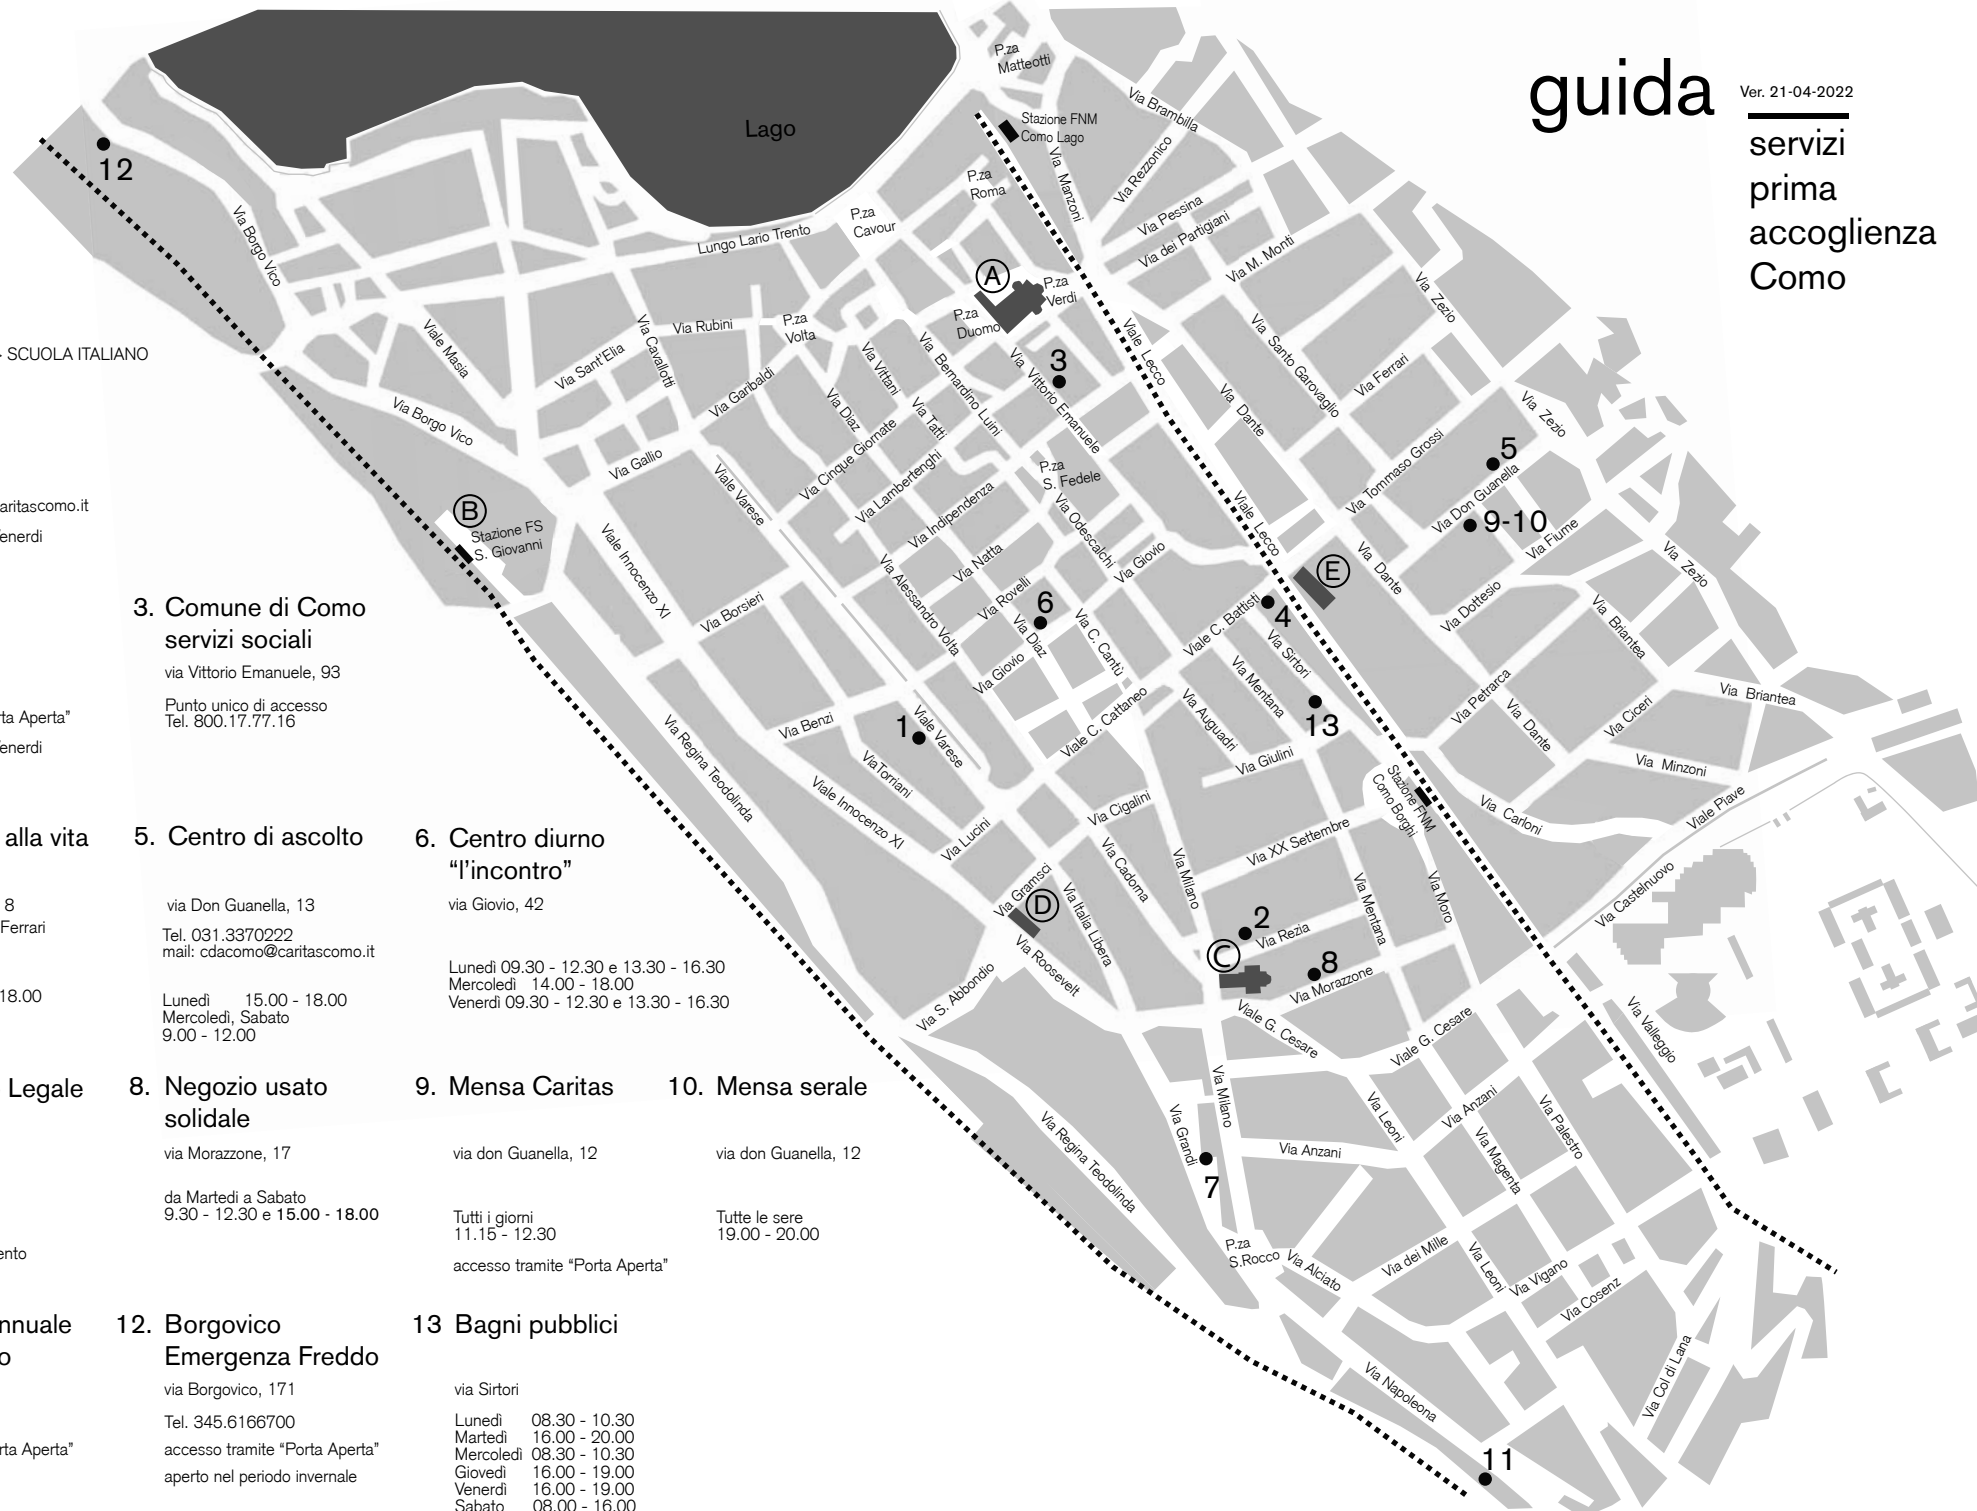 guida
Ver. 21-04-2022
servizi
prima
accoglienza
Como
SCUOLA ITALIANO
aritascomo.it
enerdi
3. Comune di Como
servizi sociali
via Vittorio Emanuele, 93
Punto unico di accesso
Tel. 800.17.77.16
rta Aperta”
enerdi
alla vita
8
Ferrari
18.00
5. Centro di ascolto
via Don Guanella, 13
Tel. 031.3370222
mail: cdacomo@caritascomo.it
Lunedì 15.00 - 18.00
Mercoledì, Sabato
9.00 - 12.00
6. Centro diurno
“l’incontro”
via Giovio, 42
Lunedì 09.30 - 12.30 e 13.30 - 16.30
Mercoledì 14.00 - 18.00
Venerdì 09.30 - 12.30 e 13.30 - 16.30
Legale
ento
8. Negozio usato
solidale
via Morazzone, 17
da Martedi a Sabato
9.30 - 12.30 e 15.00 - 18.00
9. Mensa Caritas
via don Guanella, 12
Tutti i giorni
11.15 - 12.30
accesso tramite “Porta Aperta”
10. Mensa serale
via don Guanella, 12
Tutte le sere
19.00 - 20.00
nnuale
o
rta Aperta”
12. Borgovico
Emergenza Freddo
via Borgovico, 171
Tel. 345.6166700
accesso tramite “Porta Aperta”
aperto nel periodo invernale
13 Bagni pubblici
via Sirtori
Lunedì 08.30 - 10.30
Martedì 16.00 - 20.00
Mercoledì 08.30 - 10.30
Giovedì 16.00 - 19.00
Venerdì 16.00 - 19.00
Sabato 08.00 - 16.00
Lago
12
P.za
Matteotti
Stazione FNM
Como Lago
Via Brambilla
Via Rezzonico
Via Manzoni
P.za
Roma
P.za
Cavour
Lungo Lario Trento
Via Borgo Vico
Via Pessina
Via dei Partigiani
Via M. Monti
A
P.za
Verdi
P.za
Duomo
Via Zezio
Viale Masia
Via Sant'Elia
Via Cavallotti
Via Rubini
P.za
Volta
Via Garibaldi
Via Vittani
Via Bernardino Luini
Via Vittorio Emanuele
3
Viale Lecco
Via Santo Garovaglio
Via Ferrari
Via Dante
Via Zezio
Via Borgo Vico
Via Gallio
Viale Varese
Via Diaz
Via Tatti
Via Cinque Giornate
Via Lambertenghi
Via Indipendenza
P.za
S. Fedele
Via Odescalchi
Via Tommaso Grossi
5
Via Don Guanella
9-10
Via Fiume
Via Zezio
B
Stazione FS
S. Giovanni
Viale Innocenzo XI
Via Borsieri
Via Alessandro Volta
Via Natta
Via Rovelli
6
Via Diaz
Via Giovio
Via Giovio
Via C. Cantù
Viale Lecco
E
4
Viale C. Battisti
Via Sirtori
Via Mentana
13
Via Dante
Via Dottesio
Via Briantea
Via Briantea
Via Petrarca
Via Dante
Via Ciceri
Via Minzoni
Viale Piave
Via Carloni
Via Castelnuovo
Via Regina Teodolinda
Via Benzi
1
Viale Varese
Via Torriani
Viale Innocenzo XI
Via Lucini
Viale C. Cattaneo
Via Auguadri
Via Giulini
Stazione FNM
Como Borghi
Via Cigalini
Via XX Settembre
Via Cadorna
Via Milano
Via Mentana
Via Moro
Via Gramsci
D
Via Italia Libera
Via Roosevelt
Via S. Abbondio
2
Via Rezia
C
8
Via Morazzone
Viale G. Cesare
Viale G. Cesare
Via Valleggio
Via Regina Teodolinda
Via Grandi
Via Milano
7
Via Anzani
Via Leoni
Via Anzani
Via Magenta
Via Palestro
P.za
S.Rocco
Via Alciato
Via dei Mille
Via Leoni
Via Vigano
Via Cosenz
Via Col di Lana
Via Napoleona
11